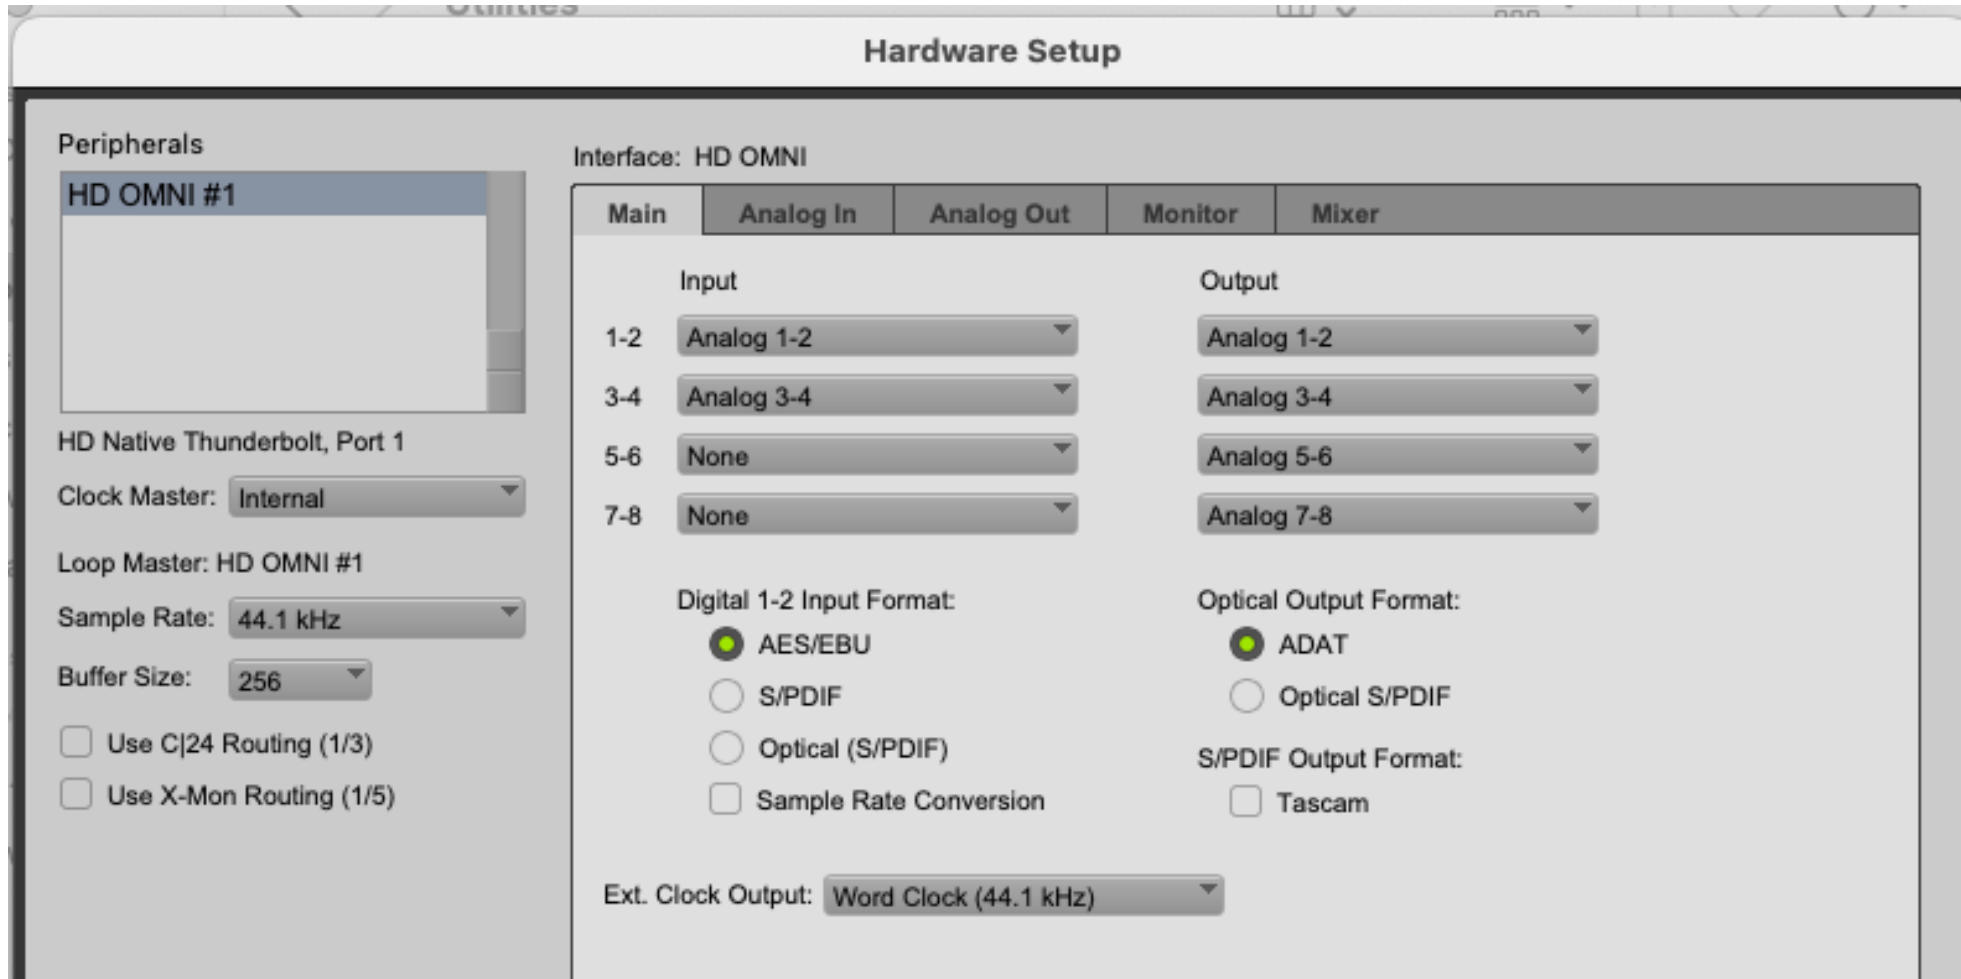 Utilities
Hardware Setup
Peripherals
HD OMNI #1
HD Native Thunderbolt, Port 1
Clock Master: Internal
Loop Master: HD OMNI #1
Sample Rate: 44.1 kHz
Buffer Size: 256
Use C|24 Routing (1/3)
Use X-Mon Routing (1/5)
Interface: HD OMNI
Main Analog In Analog Out Monitor Mixer
Input Output
1-2 Analog 1-2 Analog 1-2
3-4 Analog 3-4 Analog 3-4
5-6 None Analog 5-6
7-8 None Analog 7-8
Digital 1-2 Input Format:
AES/EBU
S/PDIF
Optical (S/PDIF)
Sample Rate Conversion
Optical Output Format:
ADAT
Optical S/PDIF
S/PDIF Output Format:
Tascam
Ext. Clock Output: Word Clock (44.1 kHz)